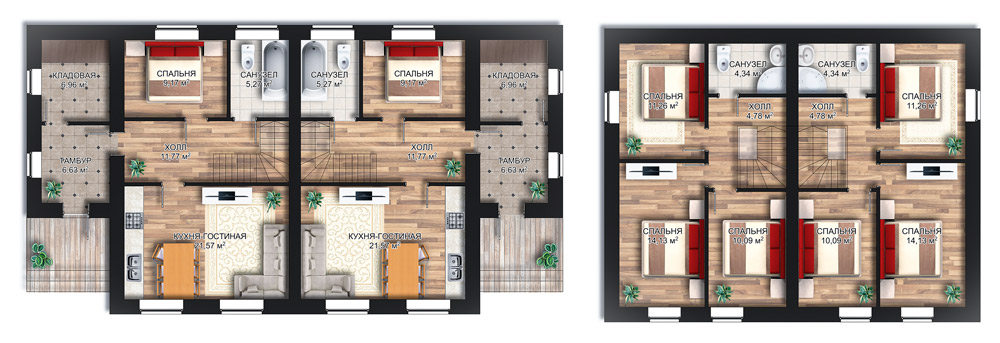 КЛАДОВАЯ
6,96 м²
СПАЛЬНЯ
9,17 м²
САНУЗЕЛ
5,27 м²
САНУЗЕЛ
5,27 м²
СПАЛЬНЯ
9,17 м²
КЛАДОВАЯ
6,96 м²
ТАМБУР
6,63 м²
ХОЛЛ
11,77 м²
ХОЛЛ
11,77 м²
ТАМБУР
6,63 м²
КУХНЯ-ГОСТИНАЯ
21,57 м²
КУХНЯ-ГОСТИНАЯ
21,57 м²
СПАЛЬНЯ
11,26 м²
САНУЗЕЛ
4,34 м²
САНУЗЕЛ
4,34 м²
СПАЛЬНЯ
11,26 м²
ХОЛЛ
4,78 м²
ХОЛЛ
4,78 м²
СПАЛЬНЯ
14,13 м²
СПАЛЬНЯ
10,09 м²
СПАЛЬНЯ
10,09 м²
СПАЛЬНЯ
14,13 м²